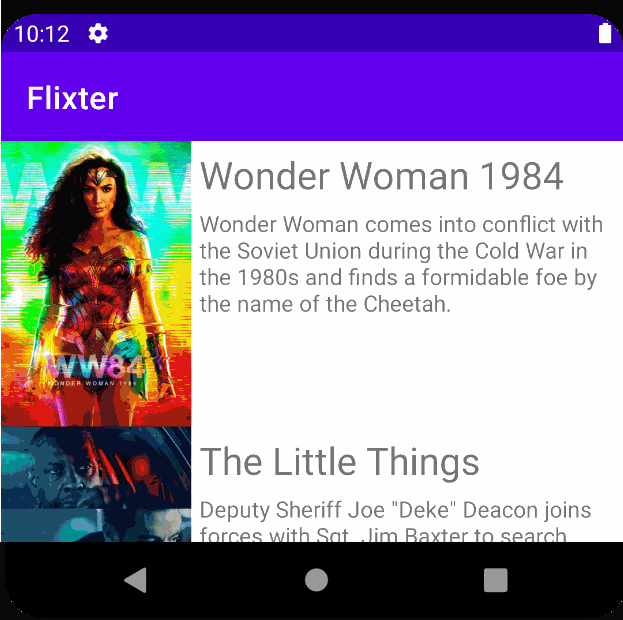 10:12
Flixter
WW
Wonder Woman 1984
Wonder Woman comes into conflict with
the Soviet Union during the Cold War in
the 1980s and finds a formidable foe by
the name of the Cheetah.
WW84
WONDER WOMAN 1984
The Little Things
Deputy Sheriff Joe "Deke" Deacon joins
forces with Sgt. Jim Baxter to search